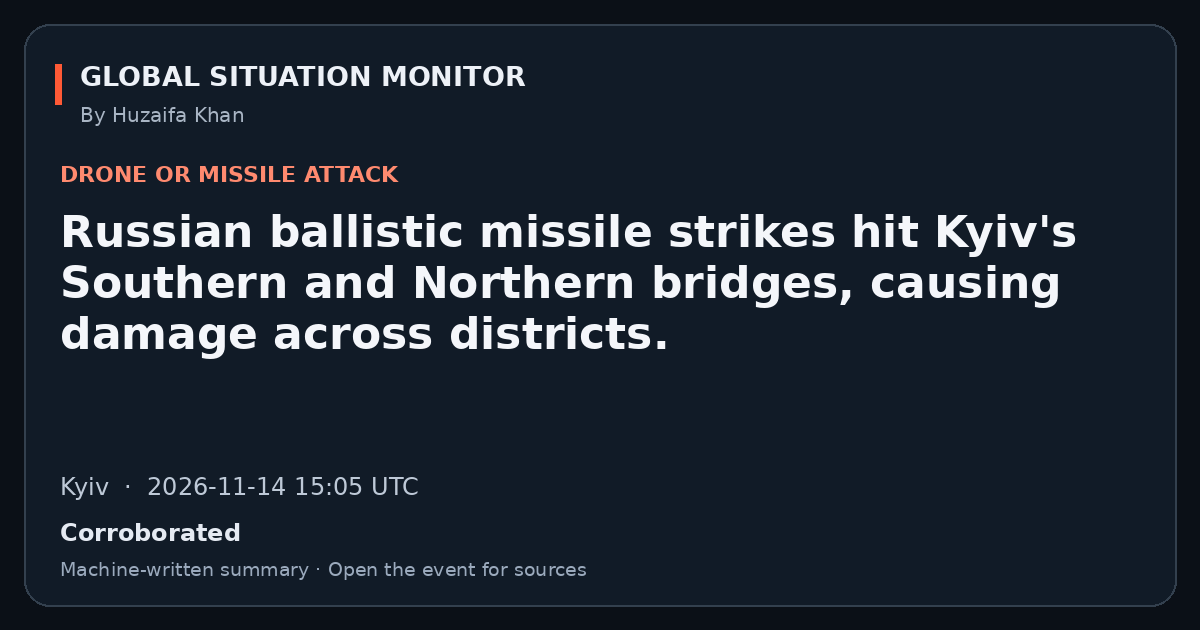 GLOBAL SITUATION MONITOR
By Huzaifa Khan
DRONE OR MISSILE ATTACK
Russian ballistic missile strikes hit Kyiv's
Southern and Northern bridges, causing
damage across districts.
Kyiv · 2026-11-14 15:05 UTC
Corroborated
Machine-written summary · Open the event for sources